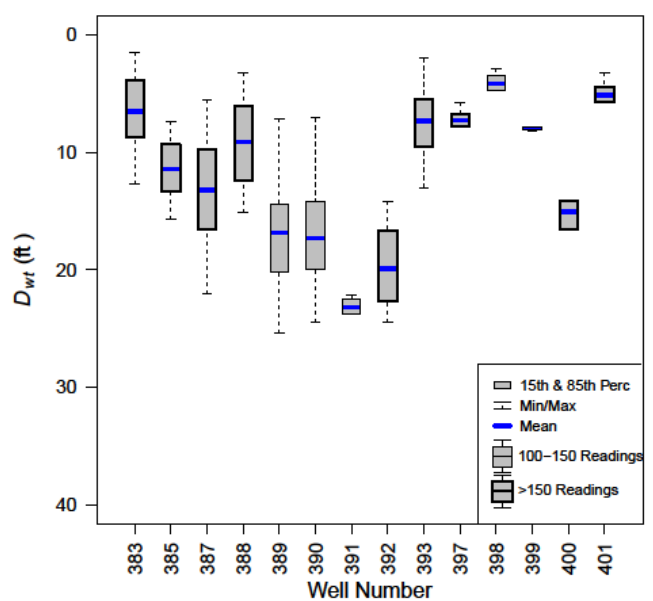 0
10
20
30
40
Dwt (ft )
15th & 85th Perc
Min/Max
Mean
100−150 Readings
>150 Readings
383
385
387
388
389
390
391
392
393
397
398
399
400
401
Well Number